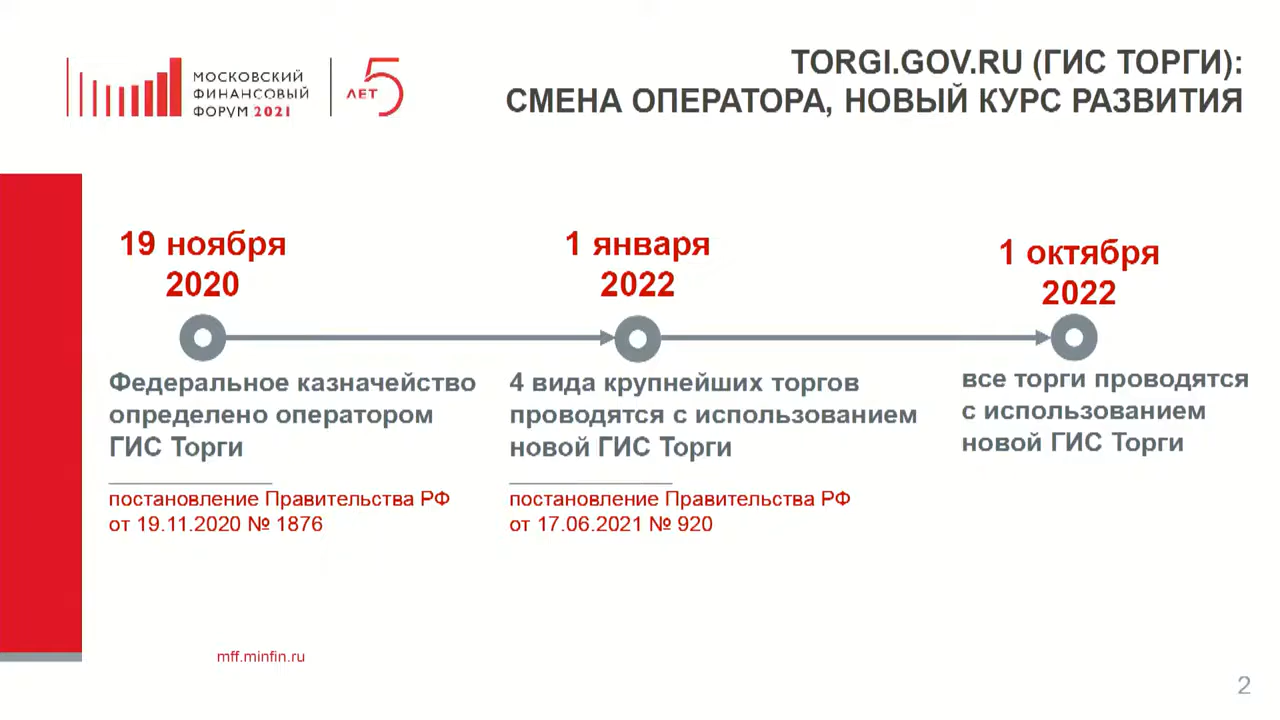 МОСКОВСКИЙ
ФИНАНСОВЫЙ
ФОРУМ 2021
5 ЛЕТ
TORGI.GOV.RU (ГИС ТОРГИ):
СМЕНА ОПЕРАТОРА, НОВЫЙ КУРС РАЗВИТИЯ
19 ноября
2020
Федеральное казначейство
определено оператором
ГИС Торги
постановление Правительства РФ
от 19.11.2020 № 1876
1 января
2022
4 вида крупнейших торгов
проводятся с использованием
новой ГИС Торги
постановление Правительства РФ
от 17.06.2021 № 920
1 октября
2022
все торги проводятся
с использованием
новой ГИС Торги
mff.minfin.ru
2